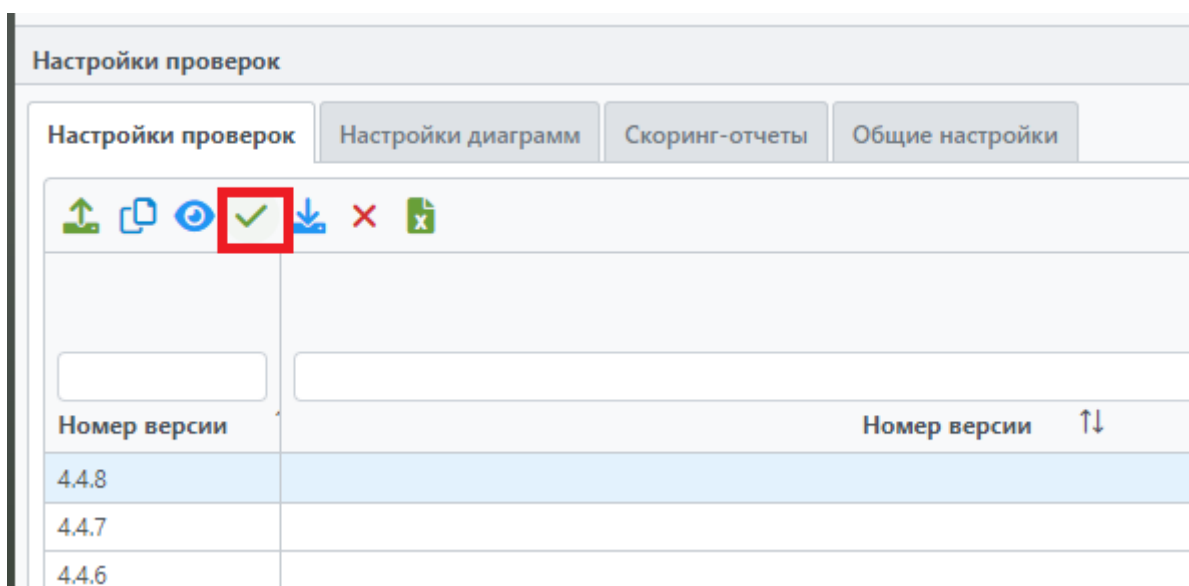 Настройки проверок
Настройки проверок Настройки диаграмм Скоринг-отчеты Общие настройки
Номер версии Номер версии
4.4.8
4.4.7
4.4.6